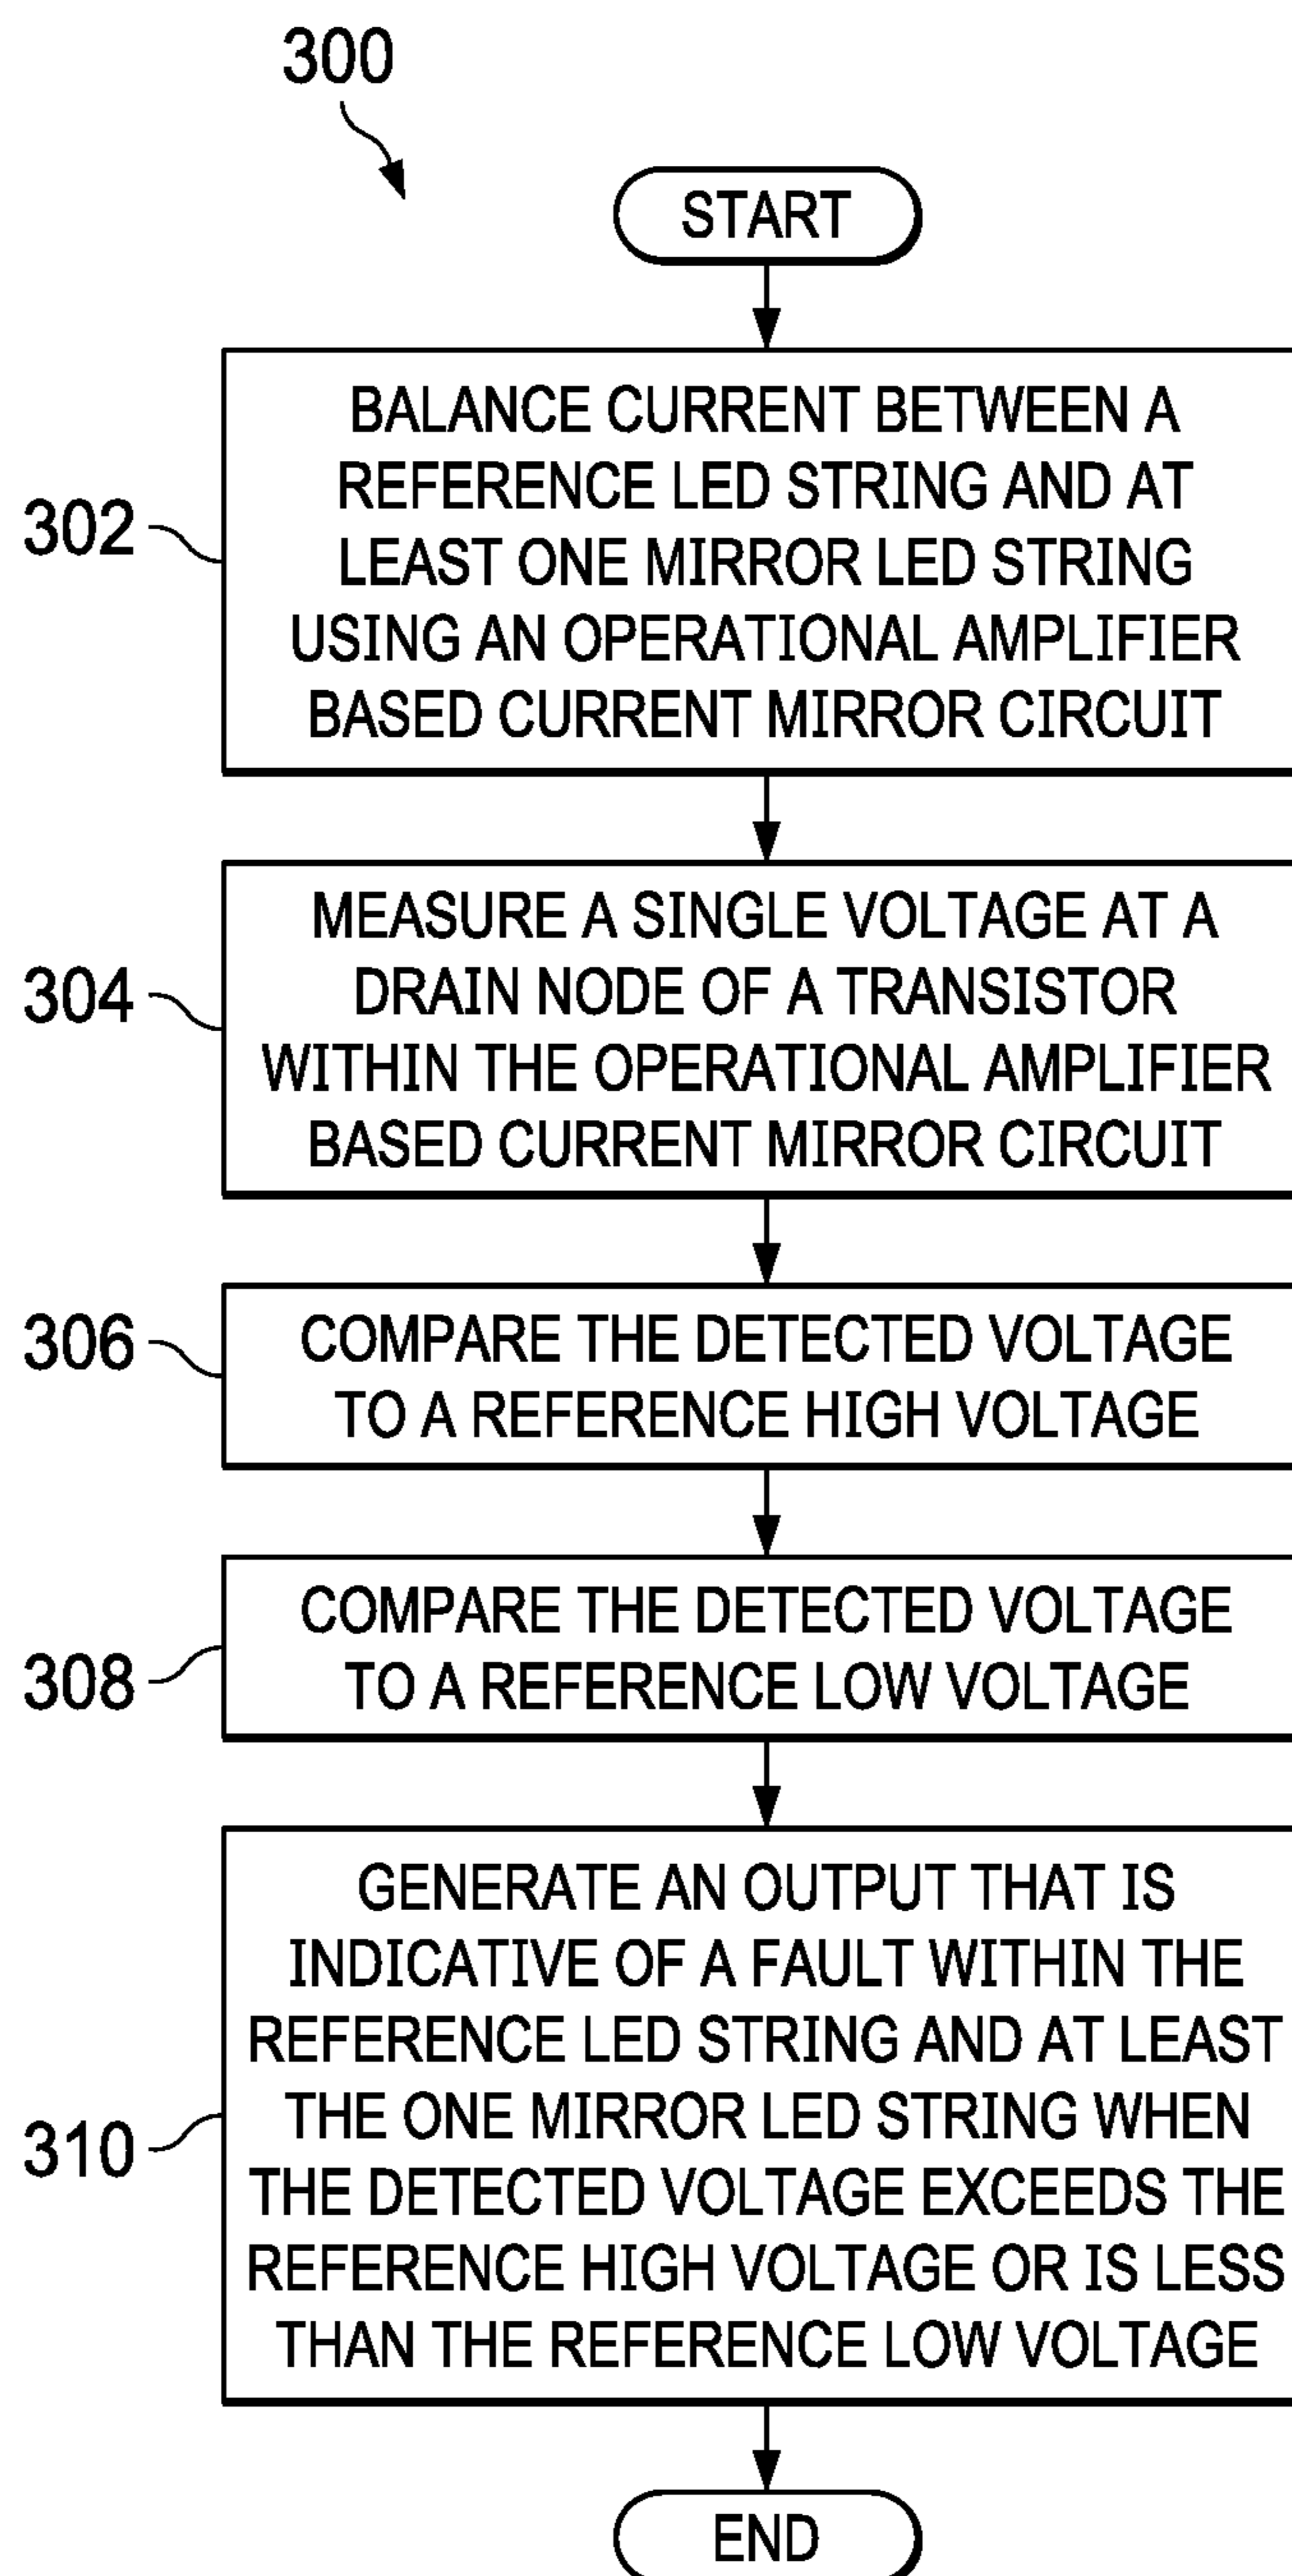 300
START
302
BALANCE CURRENT BETWEEN A
REFERENCE LED STRING AND AT
LEAST ONE MIRROR LED STRING
USING AN OPERATIONAL AMPLIFIER
BASED CURRENT MIRROR CIRCUIT
304
MEASURE A SINGLE VOLTAGE AT A
DRAIN NODE OF A TRANSISTOR
WITHIN THE OPERATIONAL AMPLIFIER
BASED CURRENT MIRROR CIRCUIT
306
COMPARE THE DETECTED VOLTAGE
TO A REFERENCE HIGH VOLTAGE
308
COMPARE THE DETECTED VOLTAGE
TO A REFERENCE LOW VOLTAGE
310
GENERATE AN OUTPUT THAT IS
INDICATIVE OF A FAULT WITHIN THE
REFERENCE LED STRING AND AT LEAST
THE ONE MIRROR LED STRING WHEN
THE DETECTED VOLTAGE EXCEEDS THE
REFERENCE HIGH VOLTAGE OR IS LESS
THAN THE REFERENCE LOW VOLTAGE
END